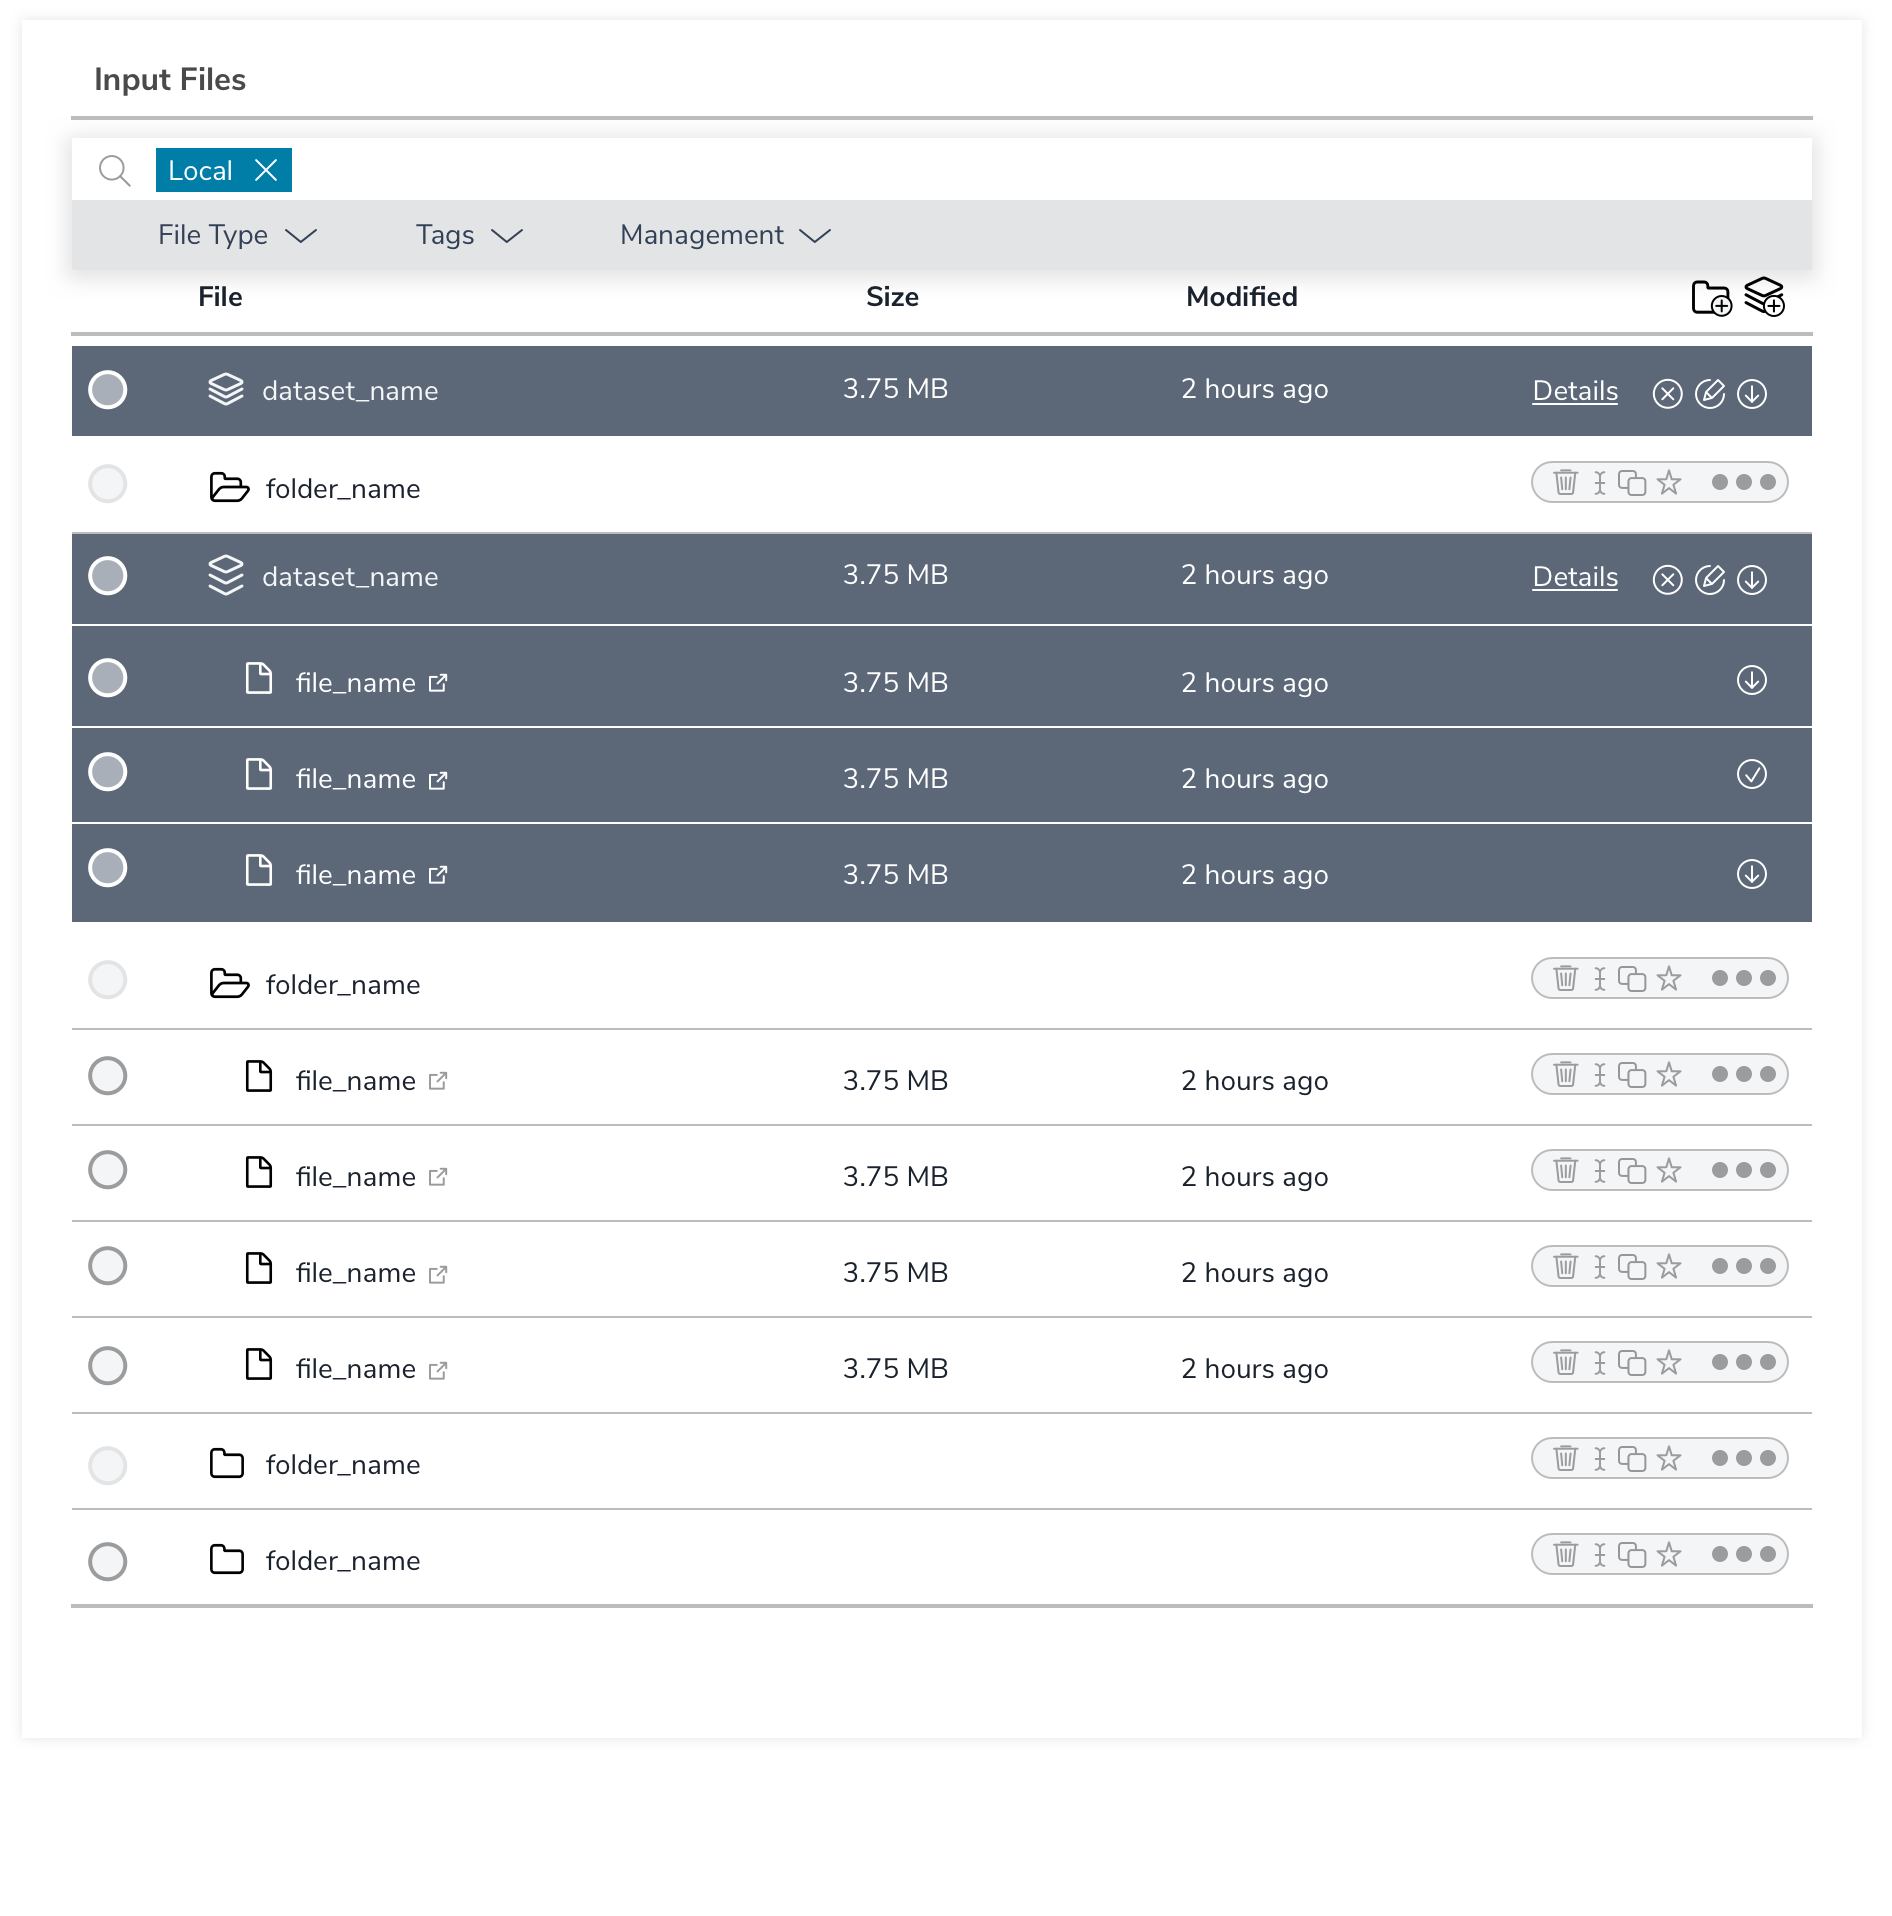 Input Files
Local
File Type Tags Management
File Size Modified
dataset_name 3.75 MB 2 hours ago Details
folder_name
dataset_name 3.75 MB 2 hours ago Details
file_name 3.75 MB 2 hours ago
file_name 3.75 MB 2 hours ago
file_name 3.75 MB 2 hours ago
folder_name
file_name 3.75 MB 2 hours ago
file_name 3.75 MB 2 hours ago
file_name 3.75 MB 2 hours ago
file_name 3.75 MB 2 hours ago
folder_name
folder_name